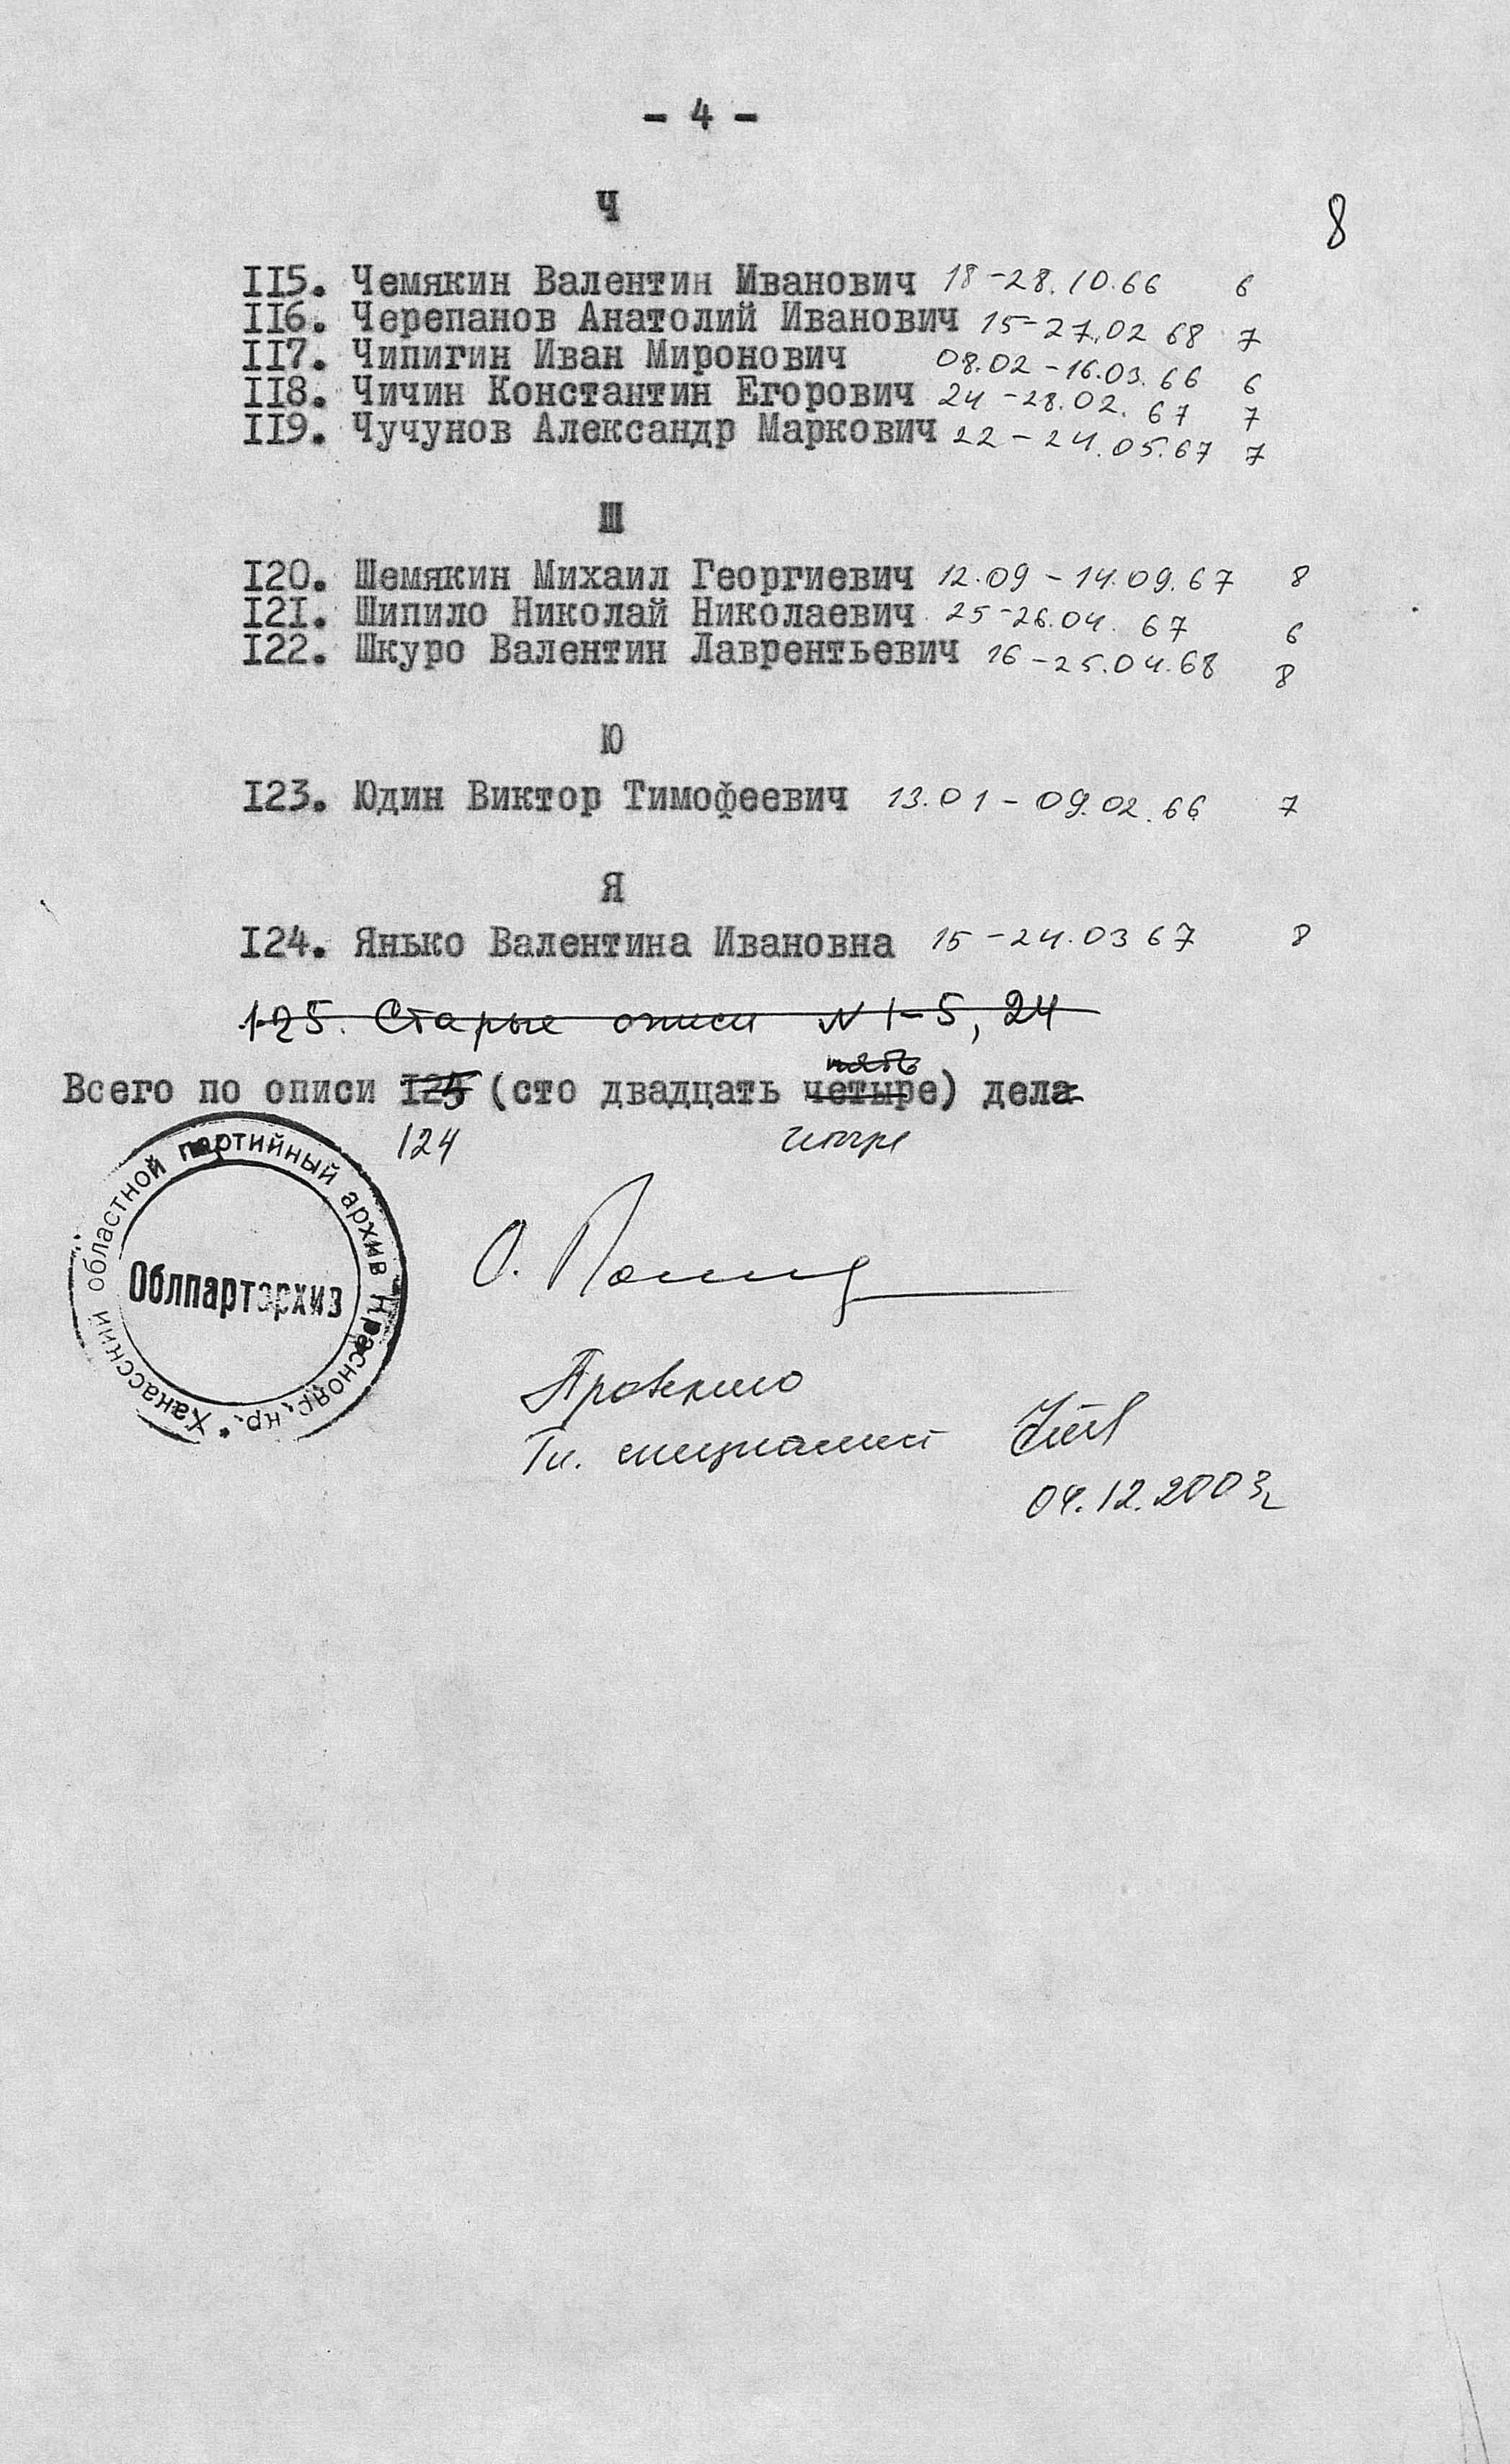 - 4 -
Ч
8
115. Чемякин Валентин Иванович 18-28.10.66 6
116. Черепанов Анатолий Иванович 15-27.02 68 7
117. Чипигин Иван Миронович 08.02-16.03.66 6
118. Чичин Константин Егорович 24-28.02.67 7
119. Чучунов Александр Маркович 22-24.05.67 7
Ш
120. Шемякин Михаил Георгиевич 12.09-14.09.67 8
121. Шипило Николай Николаевич 25-26.04.67 6
122. Шкуро Валентин Лаврентьевич 16-25.04.68 8
Ю
123. Юдин Виктор Тимофеевич 13.01-09.02.66 7
Я
124. Янько Валентина Ивановна 15-24.03 67 8
125. Старые описи N 1-5, 24
пять
Всего по описи 125 (сто двадцать четыре) дела
124 четыре
Хакасский областной партийный архив Краснояр. кр.
Облпартархив
О.
Проверено
Гл. специалист
04.12.2003г